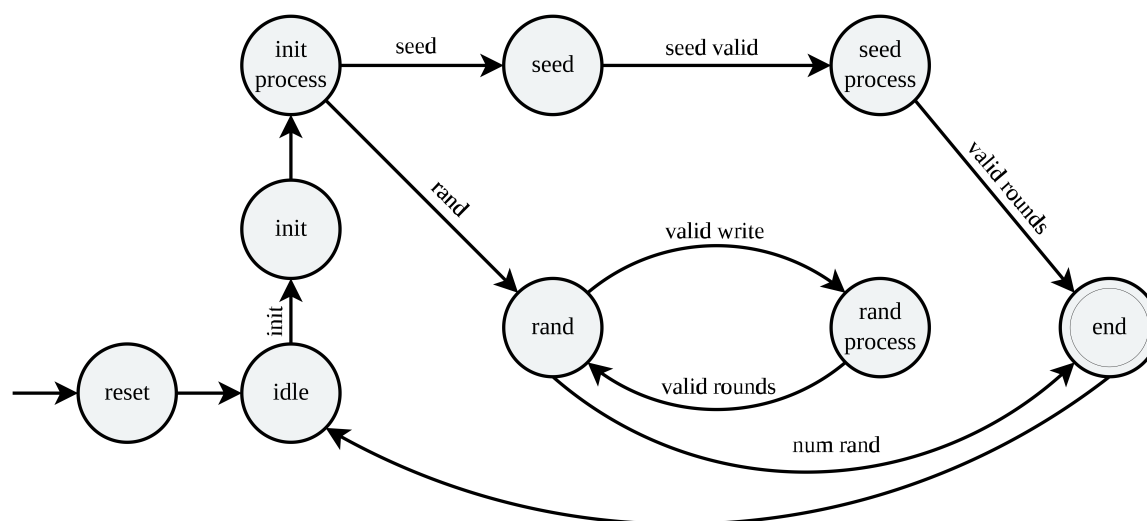 init
process
seed
seed
seed valid
seed
process
valid rounds
rand
init
valid write
rand
rand
process
end
init
reset
idle
valid rounds
num rand